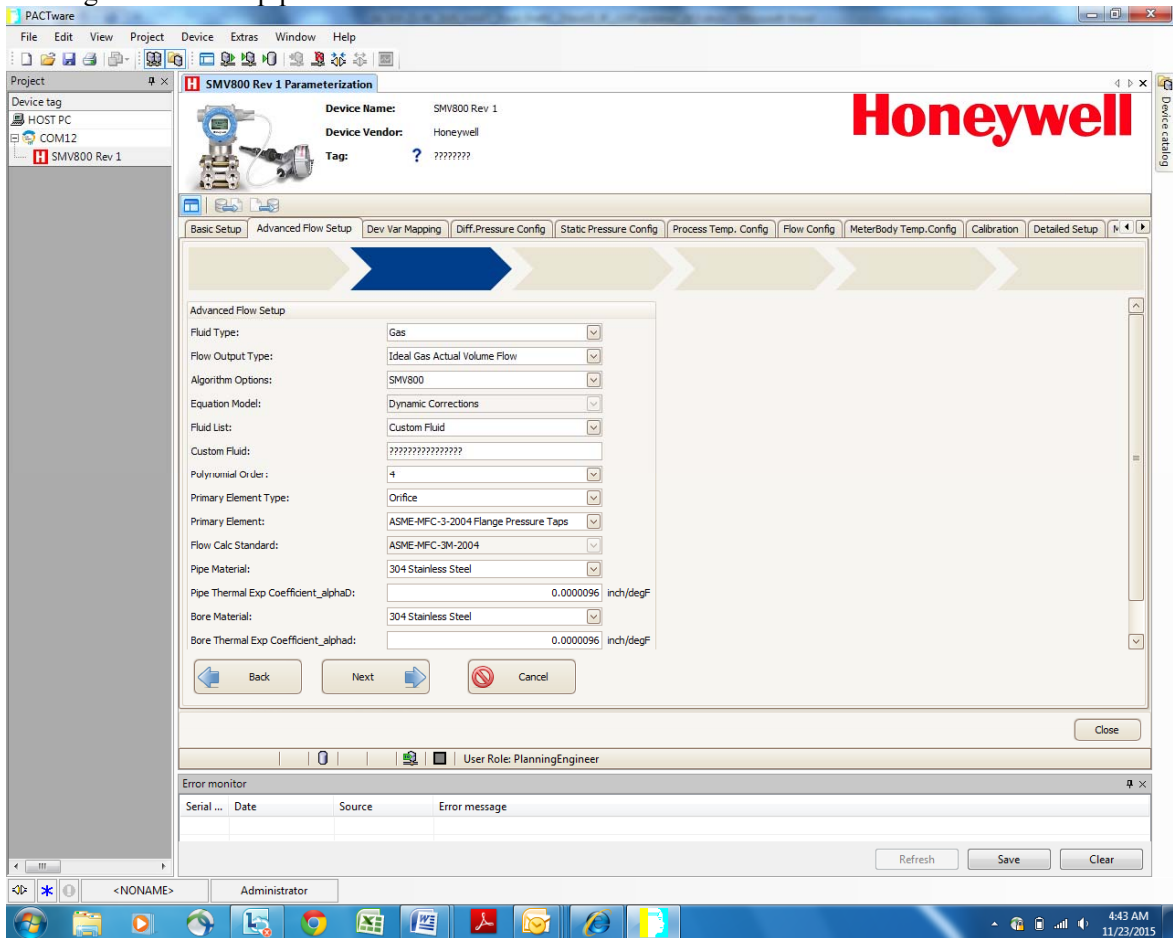 PACTware
File Edit View Project Device Extras Window Help
Project
SMV800 Rev 1 Parameterization
Device tag
HOST PC
COM12
SMV800 Rev 1
Device Name: SMV800 Rev 1
Device Vendor: Honeywell
Tag: ? ????????
Honeywell
Device catalog
Basic Setup Advanced Flow Setup Dev Var Mapping Diff.Pressure Config Static Pressure Config Process Temp. Config Flow Config MeterBody Temp.Config Calibration Detailed Setup
Advanced Flow Setup
Fluid Type: Gas
Flow Output Type: Ideal Gas Actual Volume Flow
Algorithm Options: SMV800
Equation Model: Dynamic Corrections
Fluid List: Custom Fluid
Custom Fluid: ????????????????
Polynomial Order: 4
Primary Element Type: Orifice
Primary Element: ASME-MFC-3-2004 Flange Pressure Taps
Flow Calc Standard: ASME-MFC-3M-2004
Pipe Material: 304 Stainless Steel
Pipe Thermal Exp Coefficient_alphaD: 0.0000096 inch/degF
Bore Material: 304 Stainless Steel
Bore Thermal Exp Coefficient_alphad: 0.0000096 inch/degF
Back Next Cancel
Close
User Role: PlanningEngineer
Error monitor
Serial ... Date Source Error message
Refresh Save Clear
<NONAME> Administrator
4:43 AM
11/23/2015